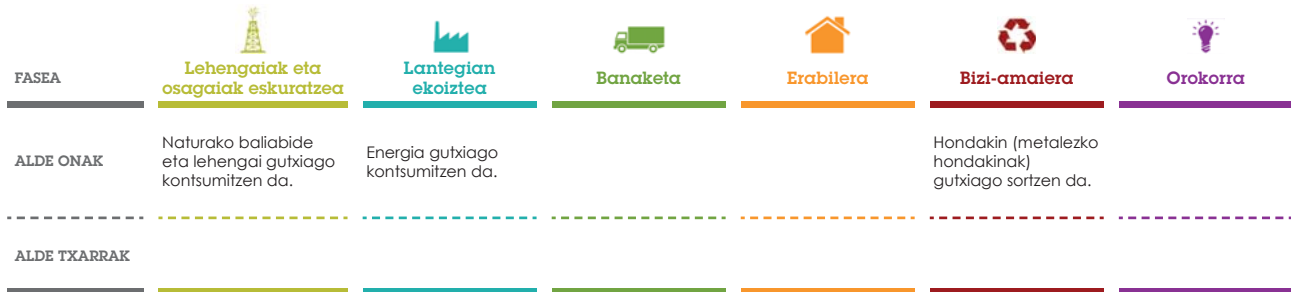 FASEA
Lehengaiak eta
osagaiak eskuratzea
Lantegian
ekoiztea
Banaketa
Erabilera
Bizi-amaiera
Orokorra
ALDE ONAK
Naturako baliabide
eta lehengai gutxiago
kontsumitzen da.
Energia gutxiago
kontsumitzen da.
Hondakin (metalezko
hondakinak)
gutxiago sortzen da.
ALDE TXARRAK